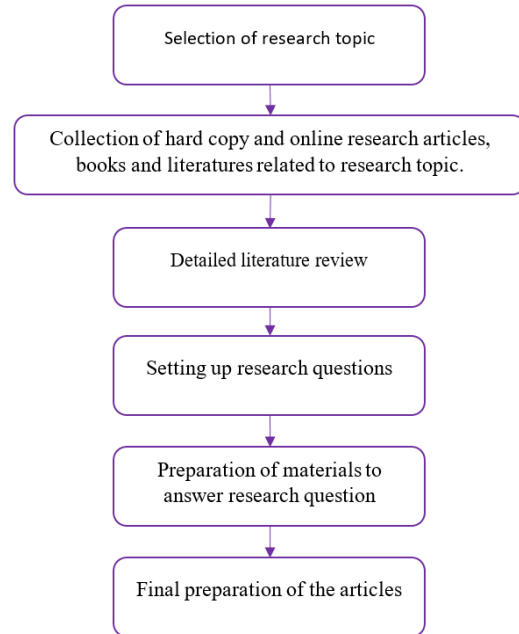 Selection of research topic
Collection of hard copy and online research articles,
books and literatures related to research topic.
Detailed literature review
Setting up research questions
Preparation of materials to
answer research question
Final preparation of the articles